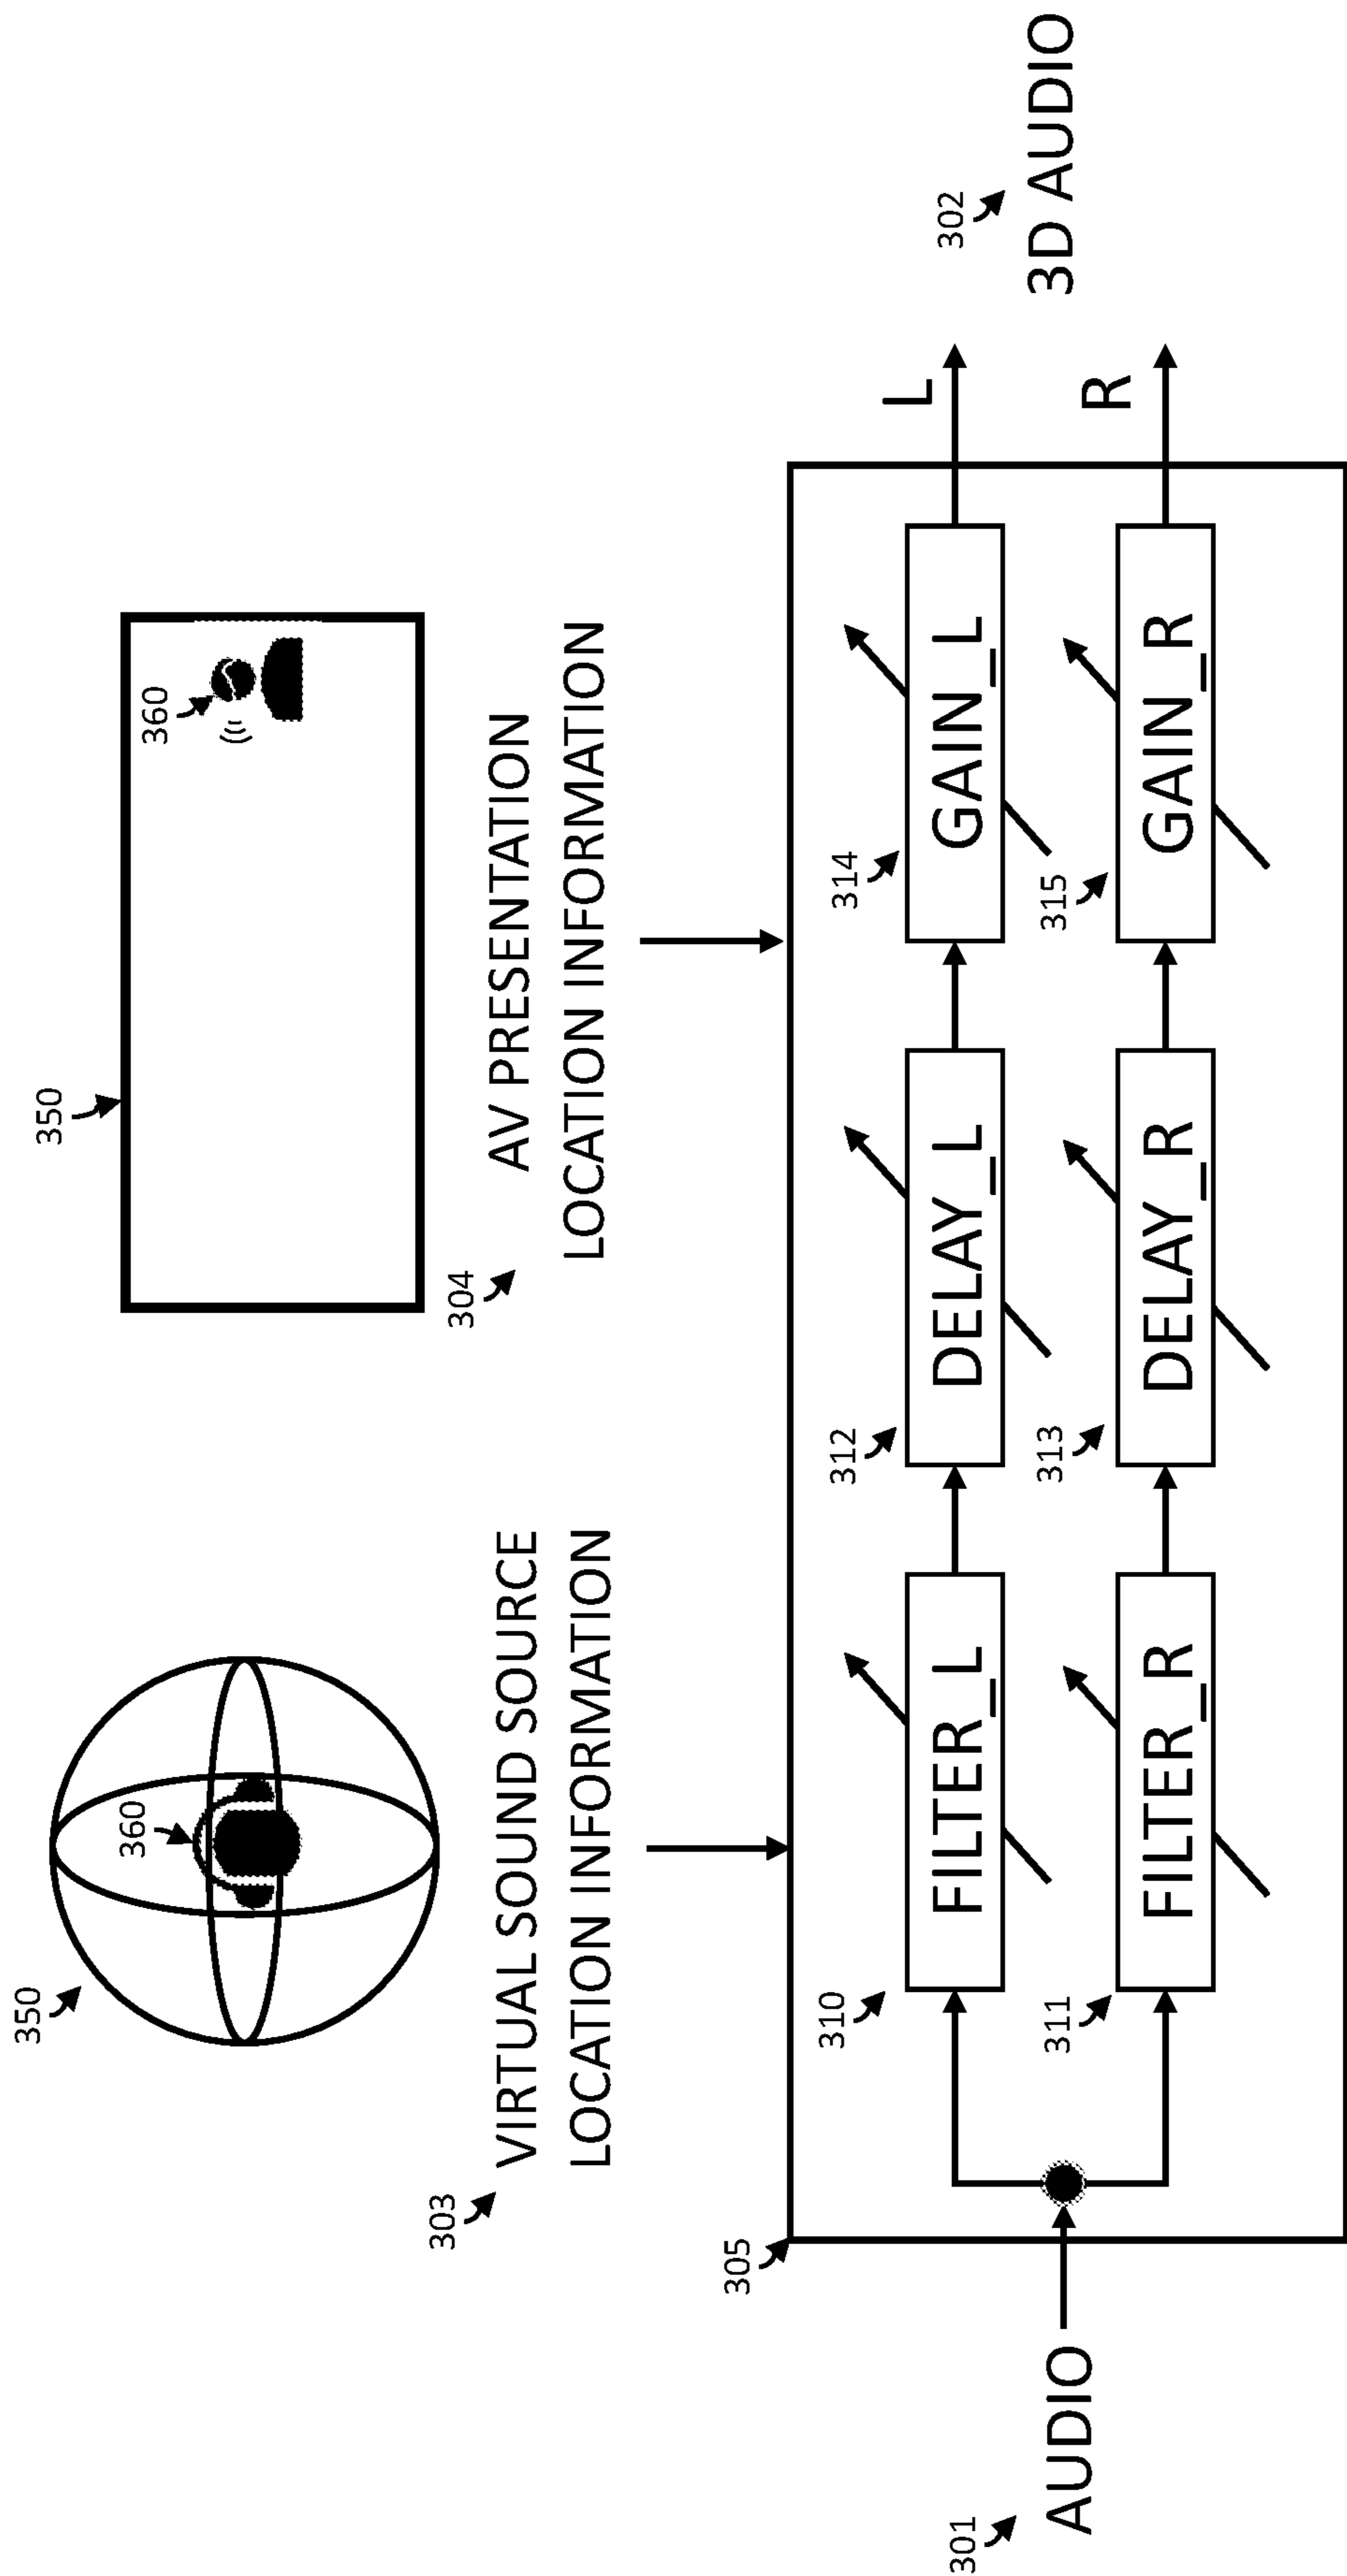 350
360
350
360
303
VIRTUAL SOUND SOURCE
LOCATION INFORMATION
304
AV PRESENTATION
LOCATION INFORMATION
305
301
AUDIO
310
FILTER_L
312
DELAY_L
314
GAIN_L
L
311
FILTER_R
313
DELAY_R
315
GAIN_R
R
302
3D AUDIO